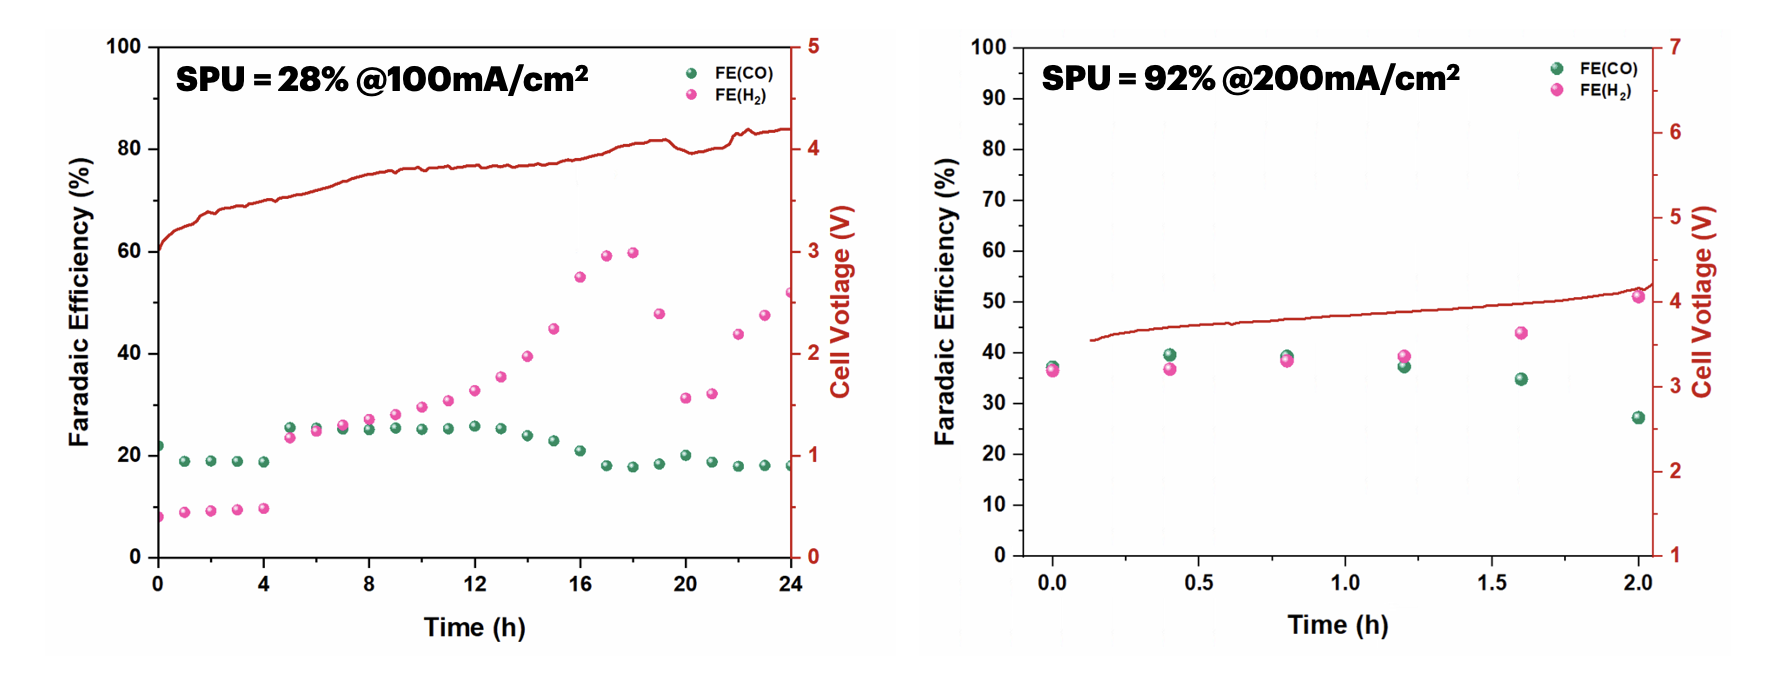 SPU = 28% @100mA/cm²
FE(CO)
FE(H₂)
Faradaic Efficiency (%)
100
80
60
40
20
0
5
4
3
2
1
0
Cell Votlage (V)
0 4 8 12 16 20 24
Time (h)
SPU = 92% @200mA/cm²
FE(CO)
FE(H₂)
Faradaic Efficiency (%)
100
90
80
70
60
50
40
30
20
10
0
7
6
5
4
3
2
1
Cell Votlage (V)
0.0 0.5 1.0 1.5 2.0
Time (h)